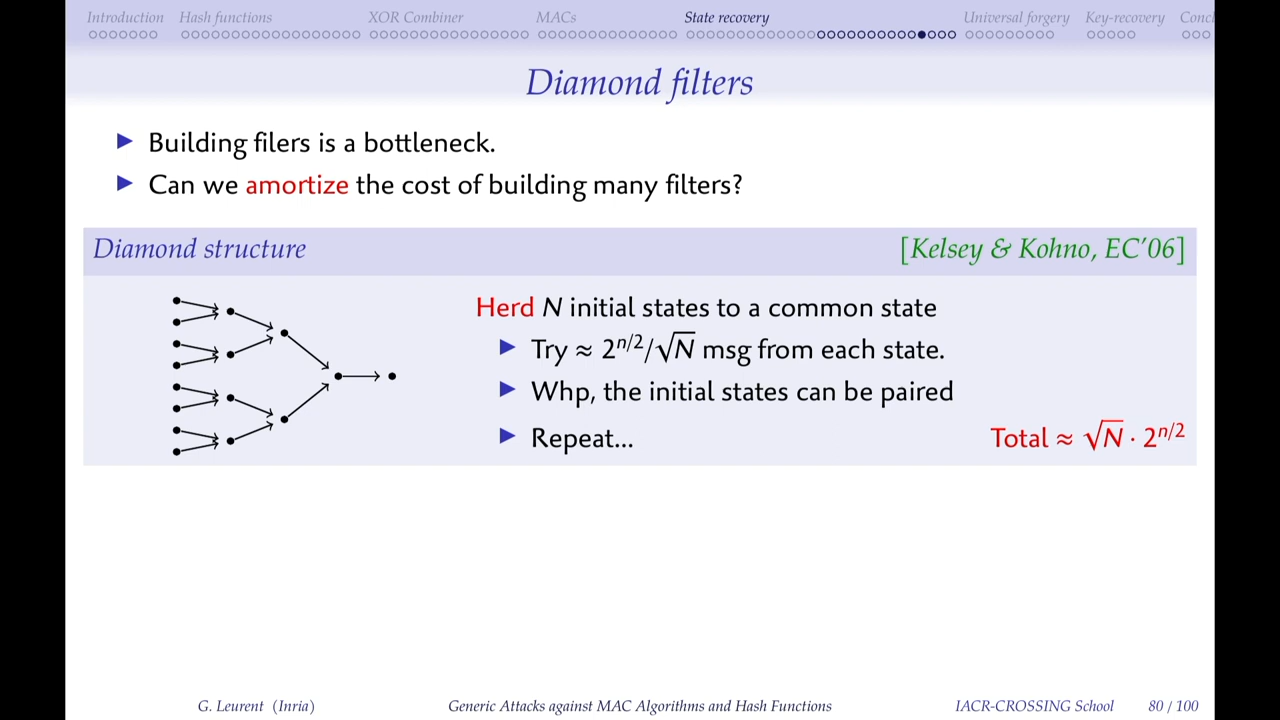 Introduction Hash functions XOR Combiner MACs State recovery Universal forgery Key-recovery Concl
Diamond filters
▶ Building filers is a bottleneck.
▶ Can we amortize the cost of building many filters?
Diamond structure [Kelsey & Kohno, EC'06]
Herd N initial states to a common state
▶ Try ≈ 2^{n/2}/√N msg from each state.
▶ Whp, the initial states can be paired
▶ Repeat... Total ≈ √N · 2^{n/2}
G. Leurent (Inria) Generic Attacks against MAC Algorithms and Hash Functions IACR-CROSSING School 80 / 100